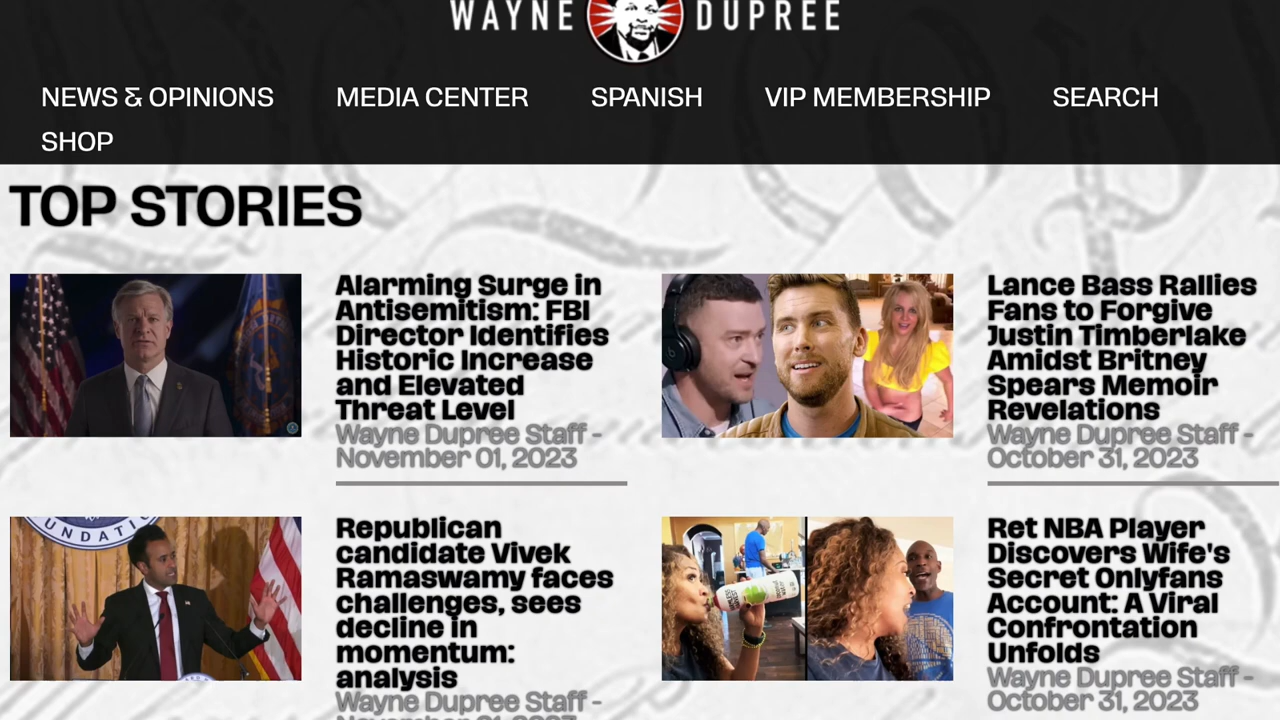 WAYNE DUPREE
NEWS & OPINIONS
MEDIA CENTER
SPANISH
VIP MEMBERSHIP
SEARCH
SHOP
TOP STORIES
Alarming Surge in
Antisemitism: FBI
Director Identifies
Historic Increase
and Elevated
Threat Level
Wayne Dupree Staff -
November 01, 2023
Lance Bass Rallies
Fans to Forgive
Justin Timberlake
Amidst Britney
Spears Memoir
Revelations
Wayne Dupree Staff -
October 31, 2023
UNDATI
Republican
candidate Vivek
Ramaswamy faces
challenges, sees
decline in
momentum:
analysis
Wayne Dupree Staff -
Ret NBA Player
Discovers Wife's
Secret Onlyfans
Account: A Viral
Confrontation
Unfolds
Wayne Dupree Staff -
October 31, 2023